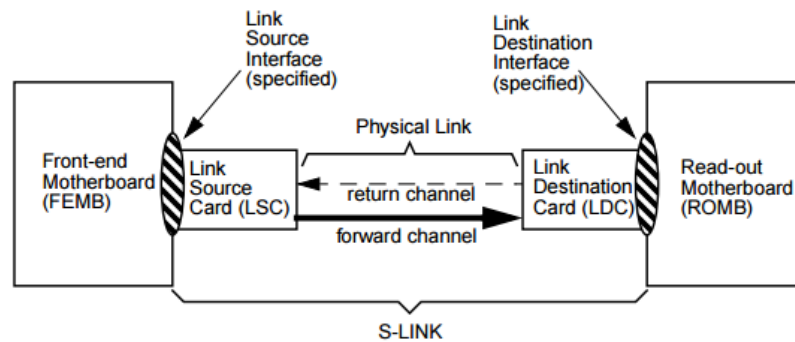 Link
Source
Interface
(specified)
Link
Destination
Interface
(specified)
Physical Link
Front-end
Motherboard
(FEMB)
Link
Source
Card (LSC)
return channel
forward channel
Link
Destination
Card (LDC)
Read-out
Motherboard
(ROMB)
S-LINK